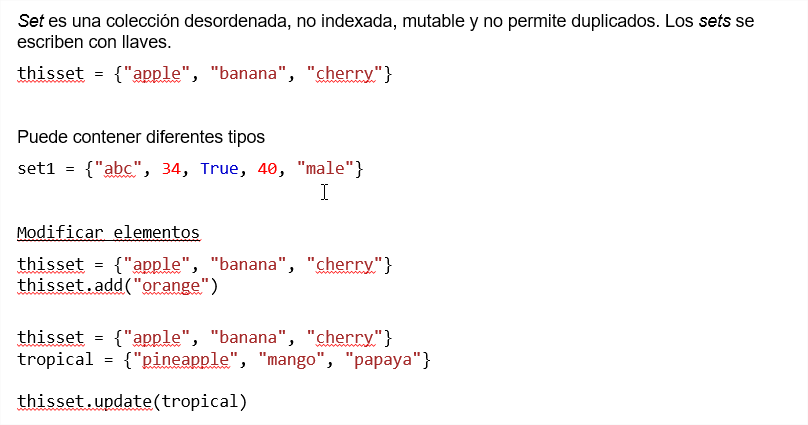 Set es una colección desordenada, no indexada, mutable y no permite duplicados. Los sets se
escriben con llaves.
thisset = {"apple", "banana", "cherry"}
Puede contener diferentes tipos
set1 = {"abc", 34, True, 40, "male"}
Modificar elementos
thisset = {"apple", "banana", "cherry"}
thisset.add("orange")
thisset = {"apple", "banana", "cherry"}
tropical = {"pineapple", "mango", "papaya"}
thisset.update(tropical)